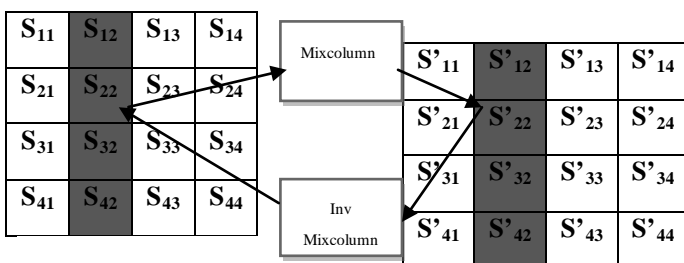 S₁₁ S₁₂ S₁₃ S₁₄
S₂₁ S₂₂ S₂₃ S₂₄
S₃₁ S₃₂ S₃₃ S₃₄
S₄₁ S₄₂ S₄₃ S₄₄
Mixcolumn
Inv
Mixcolumn
S’₁₁ S’₁₂ S’₁₃ S’₁₄
S’₂₁ S’₂₂ S’₂₃ S’₂₄
S’₃₁ S’₃₂ S’₃₃ S’₃₄
S’₄₁ S’₄₂ S’₄₃ S’₄₄